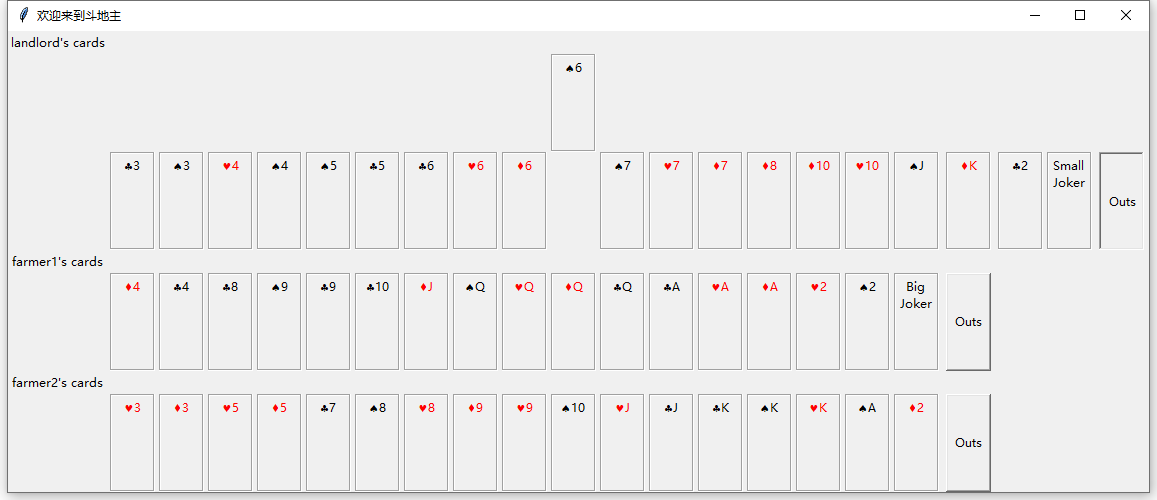 欢迎来到斗地主
landlord's cards
♠6
♣3 ♠3 ♥4 ♠4 ♠5 ♣5 ♣6 ♥6 ♦6 ♠7 ♥7 ♦7 ♦8 ♦10 ♥10 ♠J ♦K ♣2 Small
Joker
Outs
farmer1's cards
♦4 ♣4 ♣8 ♠9 ♣9 ♣10 ♦J ♠Q ♥Q ♦Q ♣Q ♣A ♥A ♦A ♥2 ♠2 Big
Joker
Outs
farmer2's cards
♥3 ♦3 ♥5 ♦5 ♣7 ♠8 ♥8 ♦9 ♥9 ♠10 ♥J ♣J ♣K ♠K ♥K ♠A ♦2
Outs